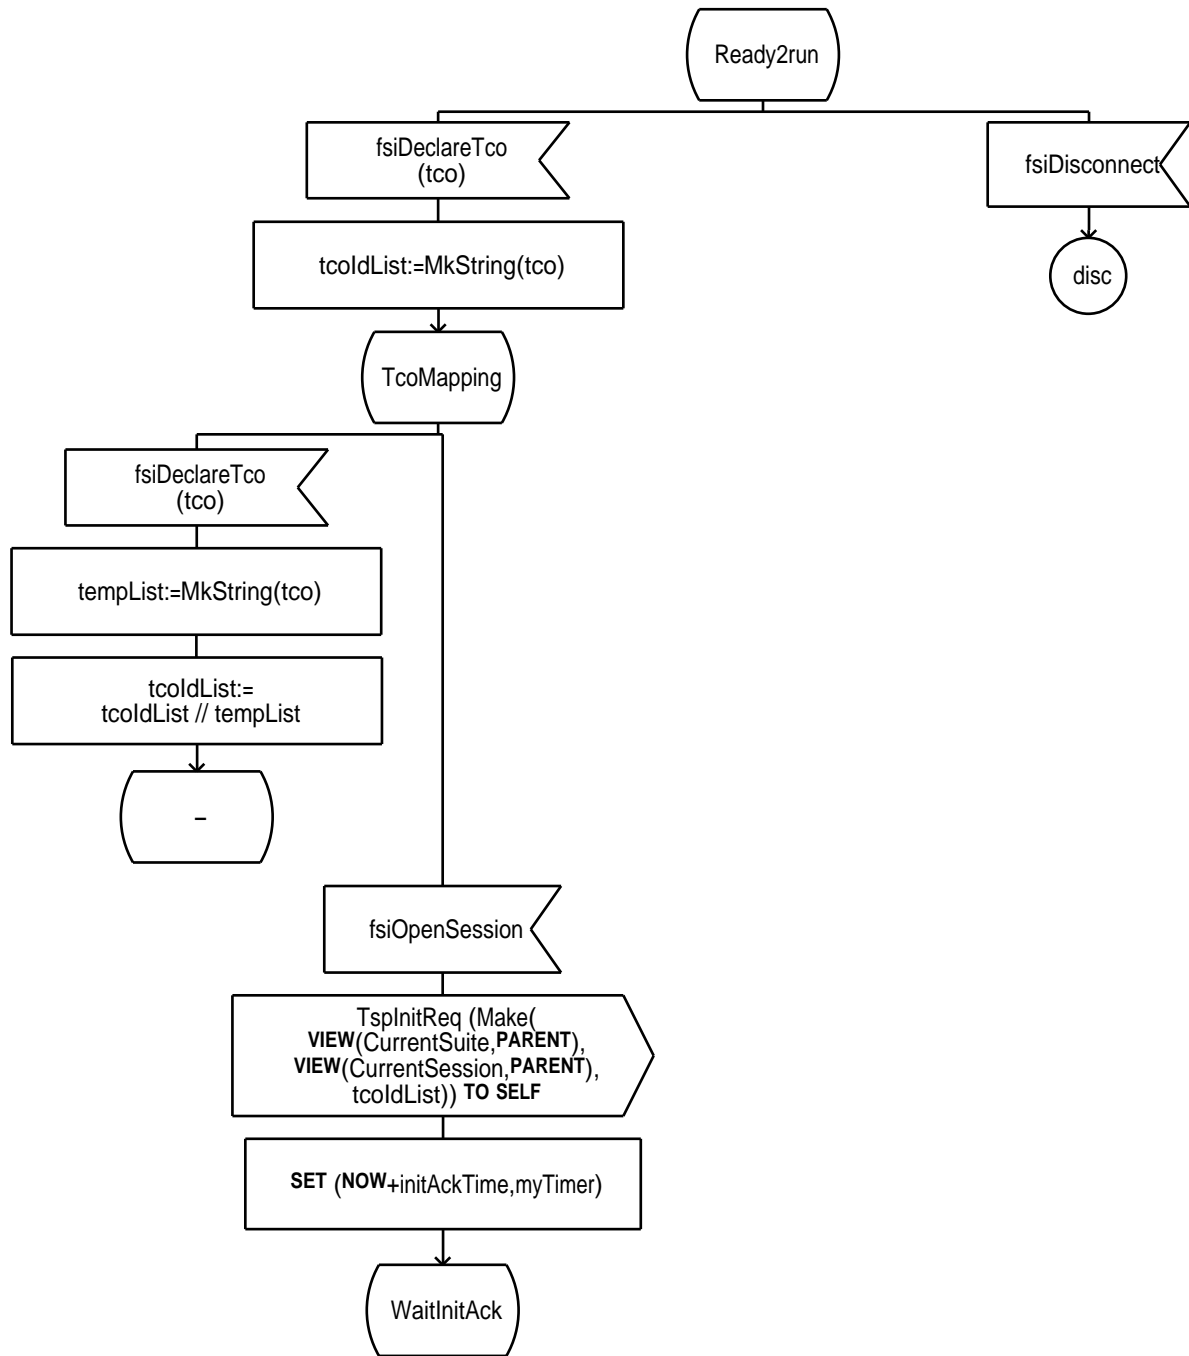 Ready2run
fsiDeclareTco
(tco)
fsiDisconnect
tcoIdList:=MkString(tco)
disc
TcoMapping
fsiDeclareTco
(tco)
tempList:=MkString(tco)
tcoIdList:=
tcoIdList // tempList
–
fsiOpenSession
TspInitReq (Make(
VIEW(CurrentSuite,PARENT),
VIEW(CurrentSession,PARENT),
tcoIdList)) TO SELF
SET (NOW+initAckTime,myTimer)
WaitInitAck